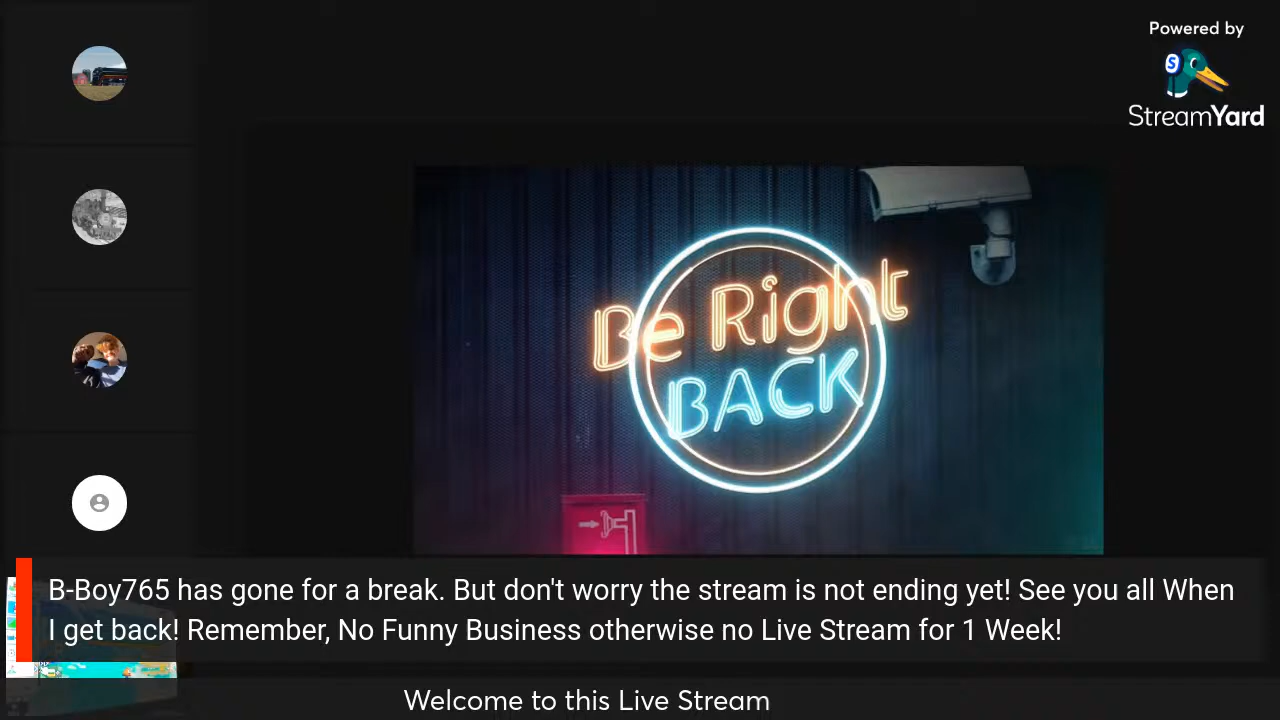 Powered by
S
StreamYard
Be Right
BACK
B-Boy765 has gone for a break. But don't worry the stream is not ending yet! See you all When
I get back! Remember, No Funny Business otherwise no Live Stream for 1 Week!
Welcome to this Live Stream